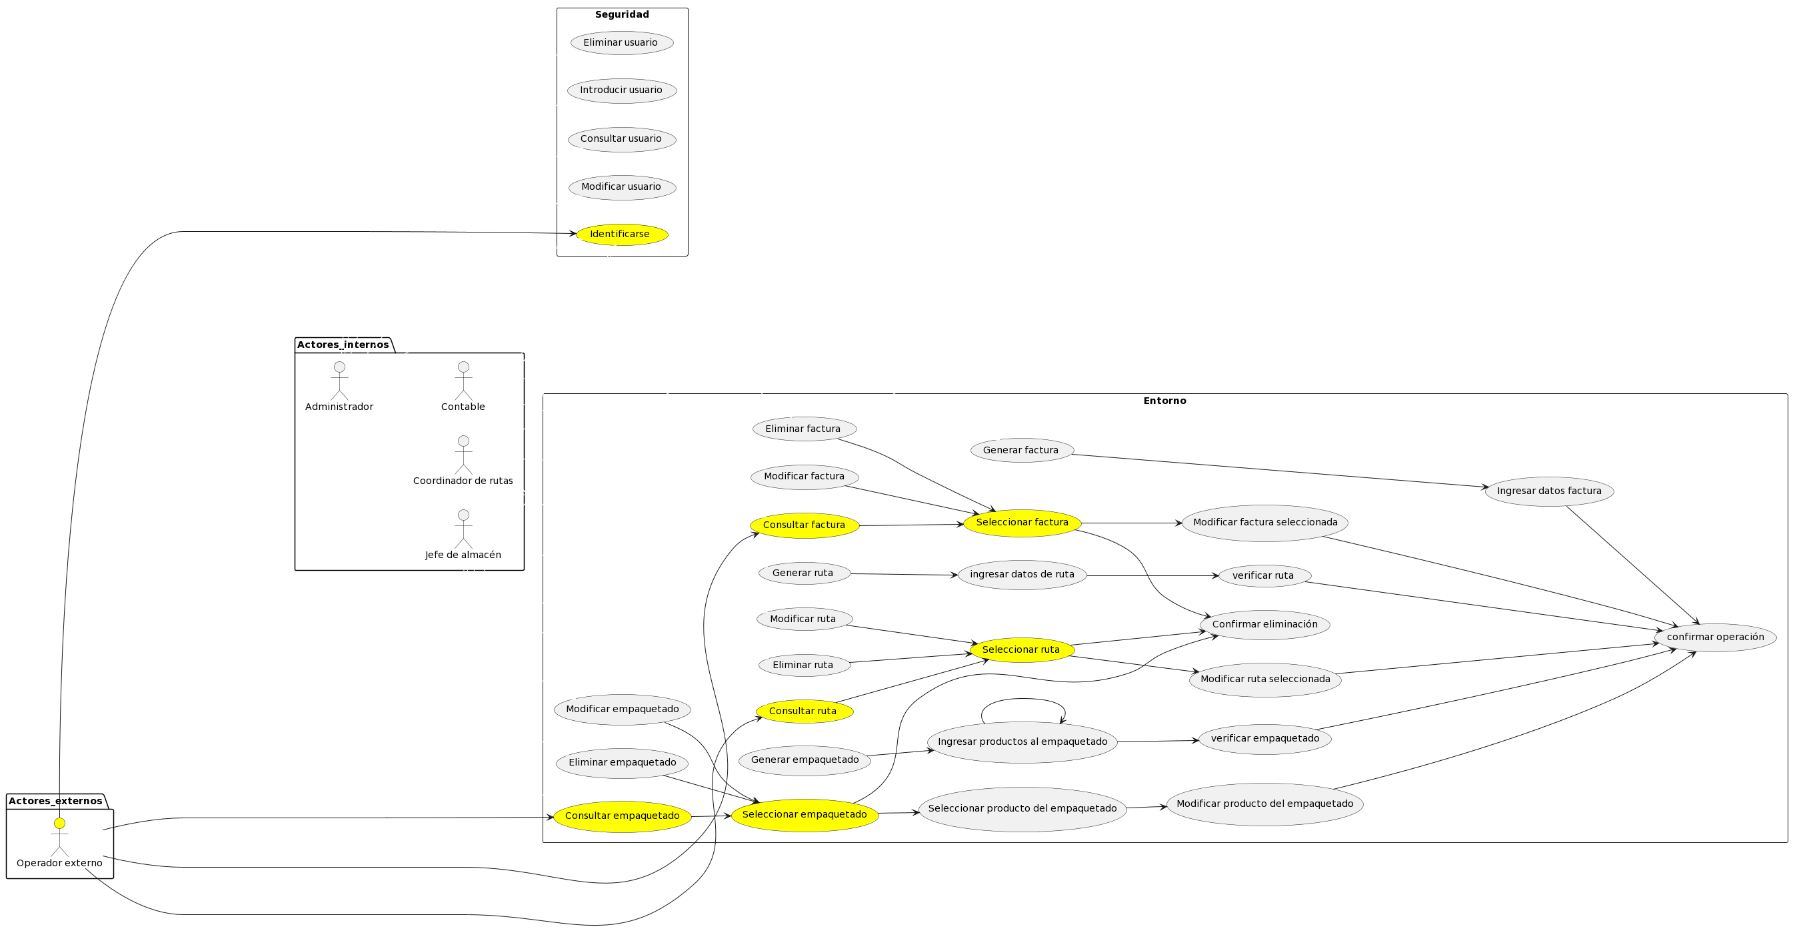 Seguridad
Eliminar usuario
Introducir usuario
Consultar usuario
Modificar usuario
Identificarse
Actores_internos
Administrador
Contable
Coordinador de rutas
Jefe de almacén
Entorno
Eliminar factura
Generar factura
Modificar factura
Ingresar datos factura
Consultar factura
Seleccionar factura
Modificar factura seleccionada
Generar ruta
ingresar datos de ruta
verificar ruta
Modificar ruta
Confirmar eliminación
confirmar operación
Seleccionar ruta
Eliminar ruta
Modificar ruta seleccionada
Modificar empaquetado
Consultar ruta
Ingresar productos al empaquetado
verificar empaquetado
Eliminar empaquetado
Generar empaquetado
Consultar empaquetado
Seleccionar empaquetado
Seleccionar producto del empaquetado
Modificar producto del empaquetado
Actores_externos
Operador externo